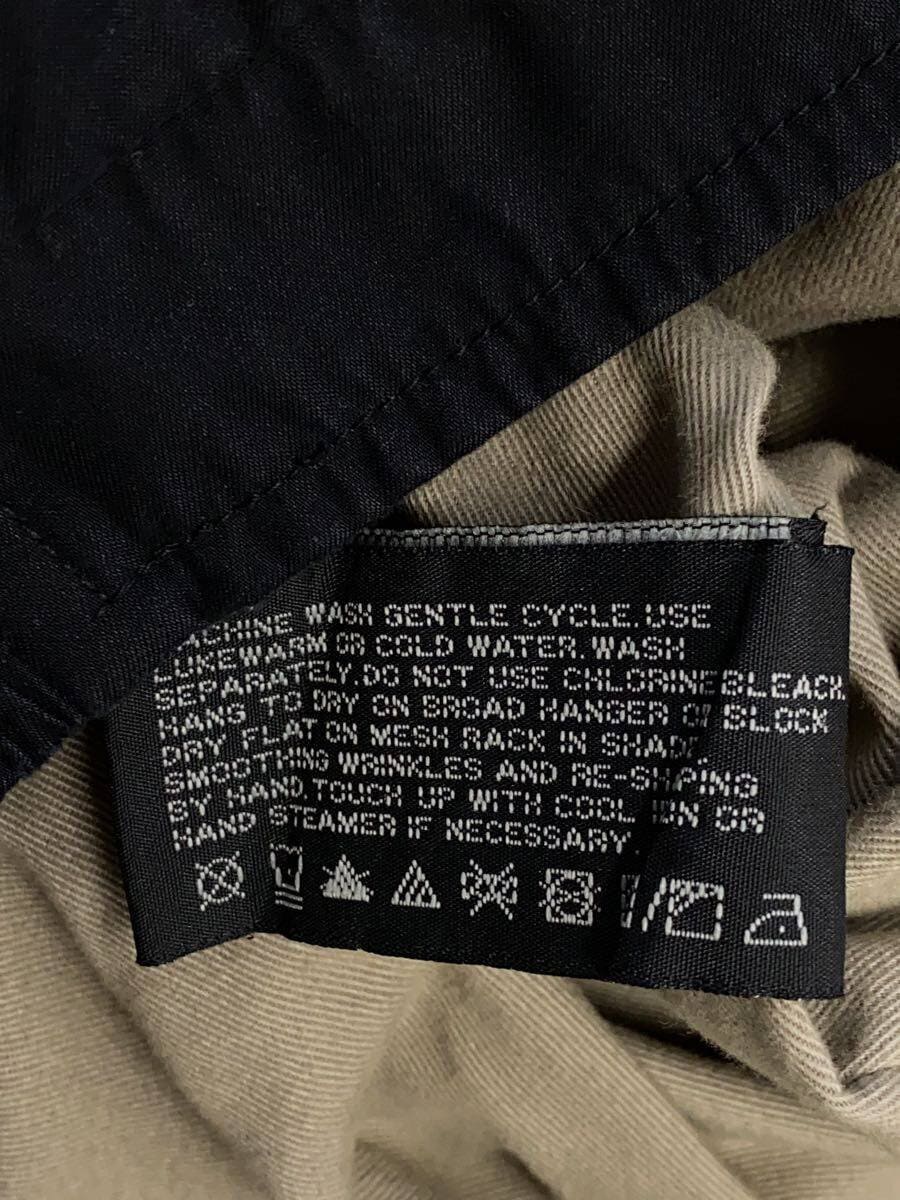 MACHINE WASH GENTLE CYCLE.USE
LUKEWARM OR COLD WATER.WASH
SEPARATELY.DO NOT USE CHLORINE BLEACH.
HANG TO DRY ON BROAD HANGER OR BLOCK
DRY FLAT ON MESH RACK IN SHADE
SMOOTHING WRINKLES AND RE-SHAPING
BY HAND.TOUCH UP WITH COOL IRON OR
HAND STEAMER IF NECESSARY.